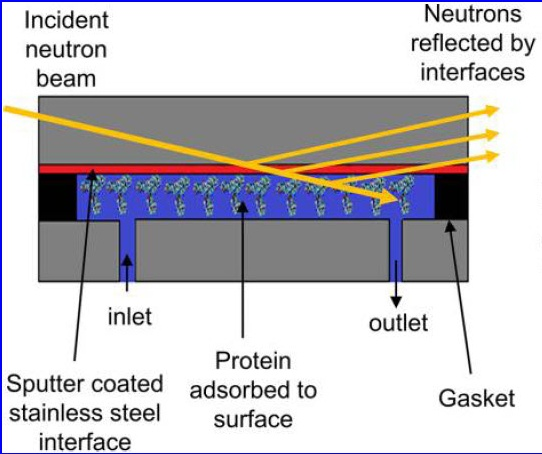 Incident
neutron
beam
Neutrons
reflected by
interfaces
inlet
outlet
Protein
adsorbed to
surface
Sputter coated
stainless steel
interface
Gasket